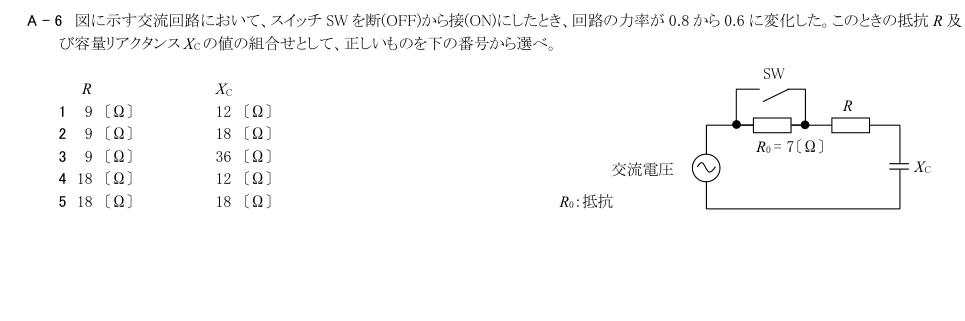 A－6 図に示す交流回路において、スイッチ SW を断(OFF)から接(ON)にしたとき、回路の力率が 0.8 から 0.6 に変化した。このときの抵抗 R 及
び容量リアクタンス XC の値の組合せとして、正しいものを下の番号から選べ。
R XC
1 9 〔Ω〕 12 〔Ω〕
2 9 〔Ω〕 18 〔Ω〕
3 9 〔Ω〕 36 〔Ω〕
4 18 〔Ω〕 12 〔Ω〕
5 18 〔Ω〕 18 〔Ω〕
SW
R
R0 = 7〔Ω〕
交流電圧
XC
R0：抵抗